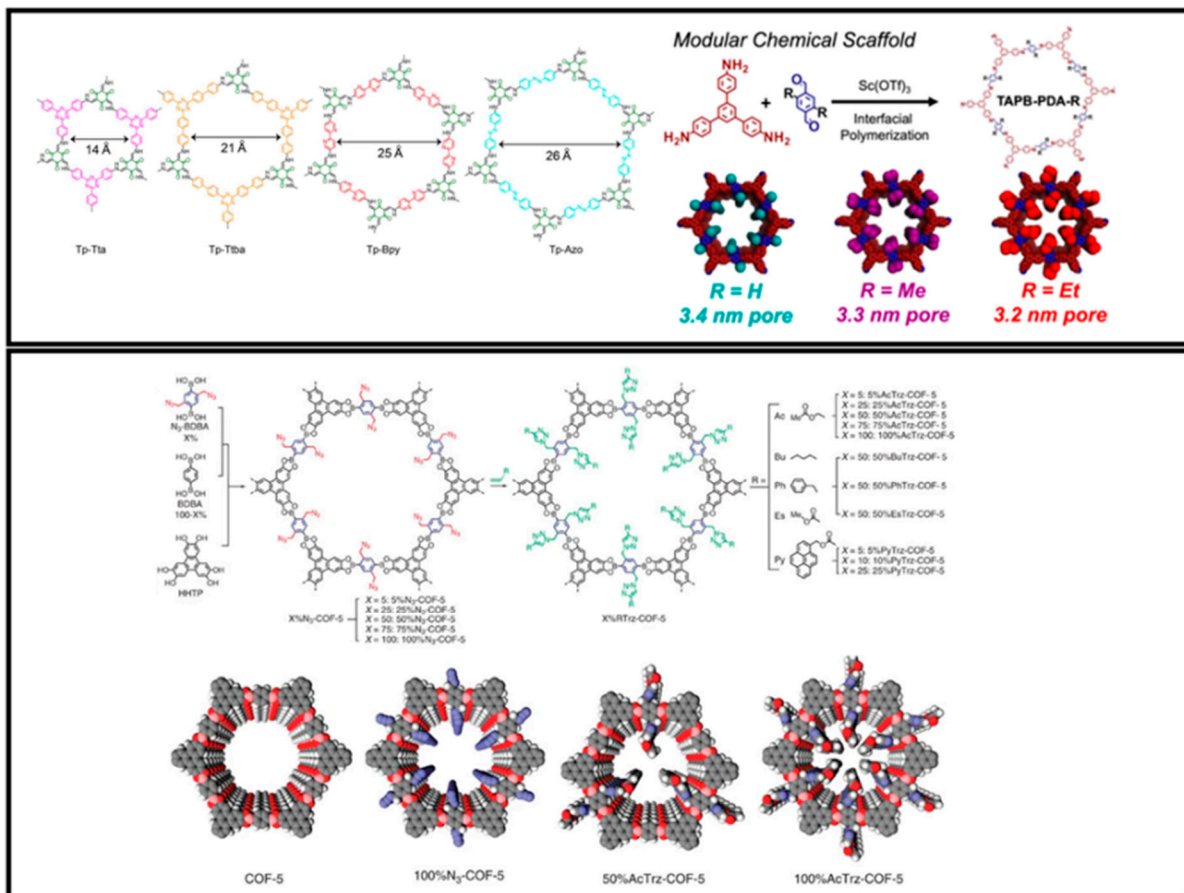 Modular Chemical Scaffold
14 Å
21 Å
25 Å
26 Å
Tp-Tta
Tp-Ttba
Tp-Bpy
Tp-Azo
NH₂
H₂N
NH₂
+
O
R
R
O
Sc(OTf)₃
Interfacial
Polymerization
TAPB-PDA-R
R = H
3.4 nm pore
R = Me
3.3 nm pore
R = Et
3.2 nm pore
N₃-BDBA
X%
BDBA
100-X%
HHTP
X%N₃-COF-5
X = 5: 5%N₃-COF-5
X = 25: 25%N₃-COF-5
X = 50: 50%N₃-COF-5
X = 75: 75%N₃-COF-5
X = 100: 100%N₃-COF-5
X%RTrz-COF-5
R =
Ac
X = 5: 5%AcTrz-COF- 5
X = 25: 25%AcTrz-COF- 5
X = 50: 50%AcTrz-COF- 5
X = 75: 75%AcTrz-COF- 5
X = 100: 100%AcTrz-COF-5
Bu
X = 50: 50%BuTrz-COF- 5
Ph
X = 50: 50%PhTrz-COF- 5
Es
X = 50: 50%EsTrz-COF-5
Py
X = 5: 5%PyTrz-COF- 5
X = 10: 10%PyTrz-COF- 5
X = 25: 25%PyTrz-COF- 5
COF-5
100%N₃-COF-5
50%AcTrz-COF-5
100%AcTrz-COF-5